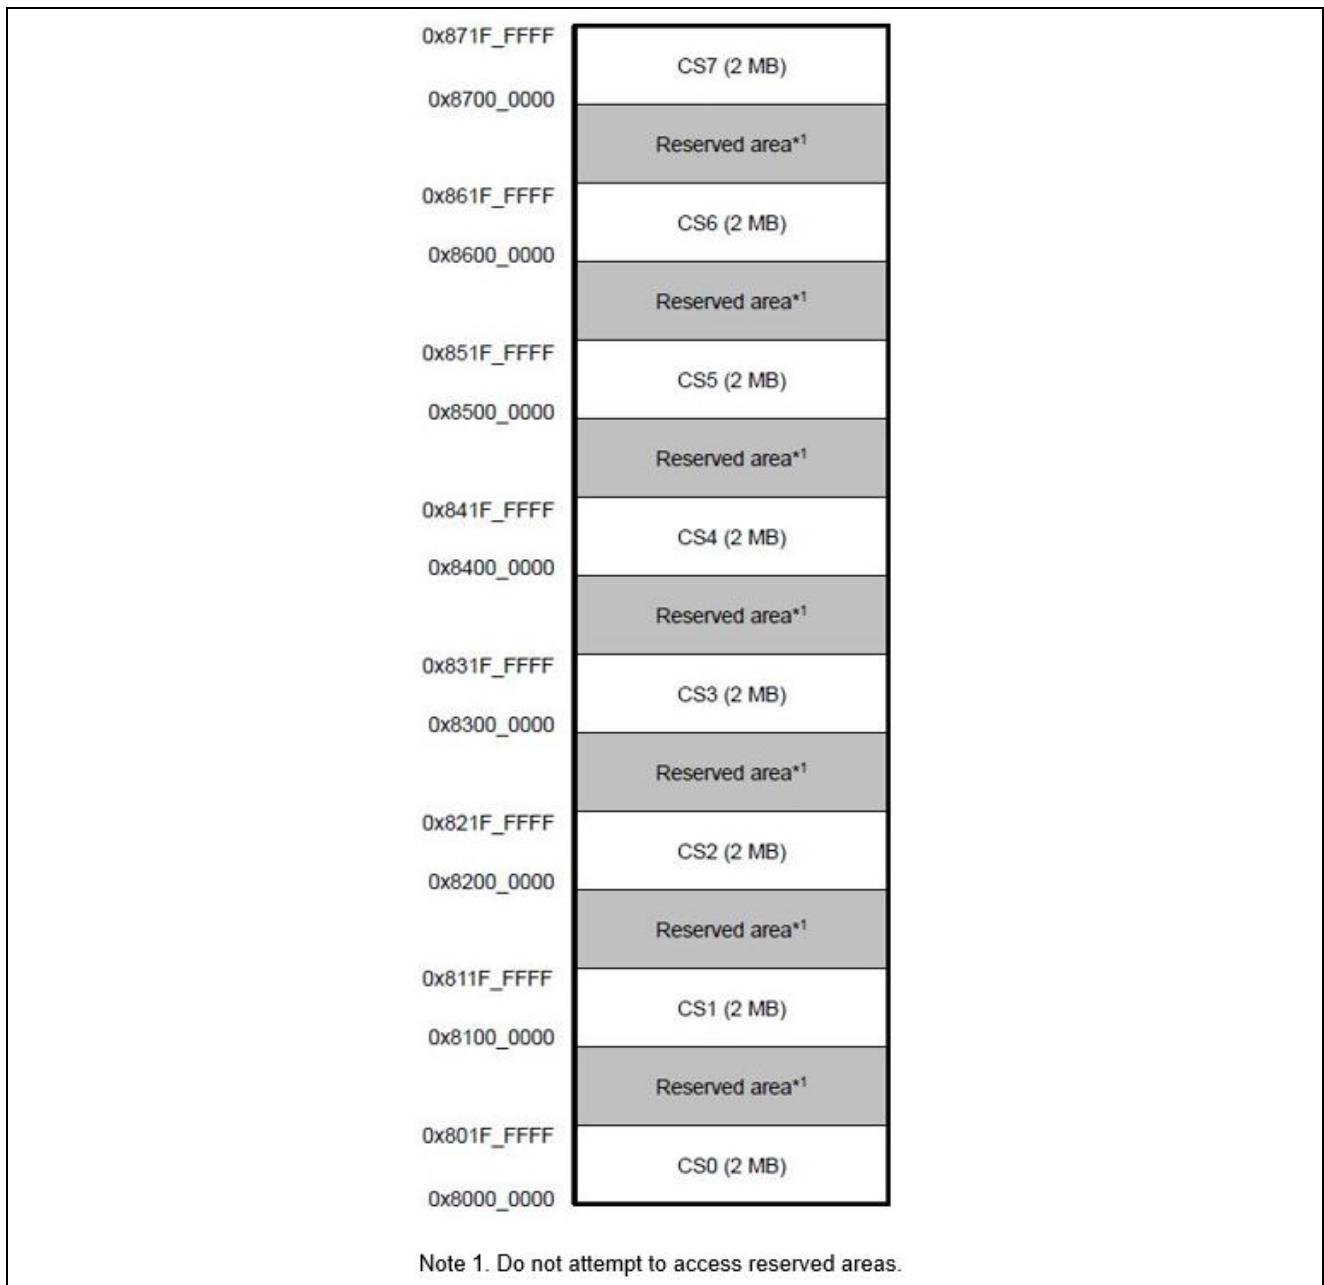 0x871F_FFFF
CS7 (2 MB)
0x8700_0000
Reserved area*1
0x861F_FFFF
CS6 (2 MB)
0x8600_0000
Reserved area*1
0x851F_FFFF
CS5 (2 MB)
0x8500_0000
Reserved area*1
0x841F_FFFF
CS4 (2 MB)
0x8400_0000
Reserved area*1
0x831F_FFFF
CS3 (2 MB)
0x8300_0000
Reserved area*1
0x821F_FFFF
CS2 (2 MB)
0x8200_0000
Reserved area*1
0x811F_FFFF
CS1 (2 MB)
0x8100_0000
Reserved area*1
0x801F_FFFF
CS0 (2 MB)
0x8000_0000
Note 1. Do not attempt to access reserved areas.